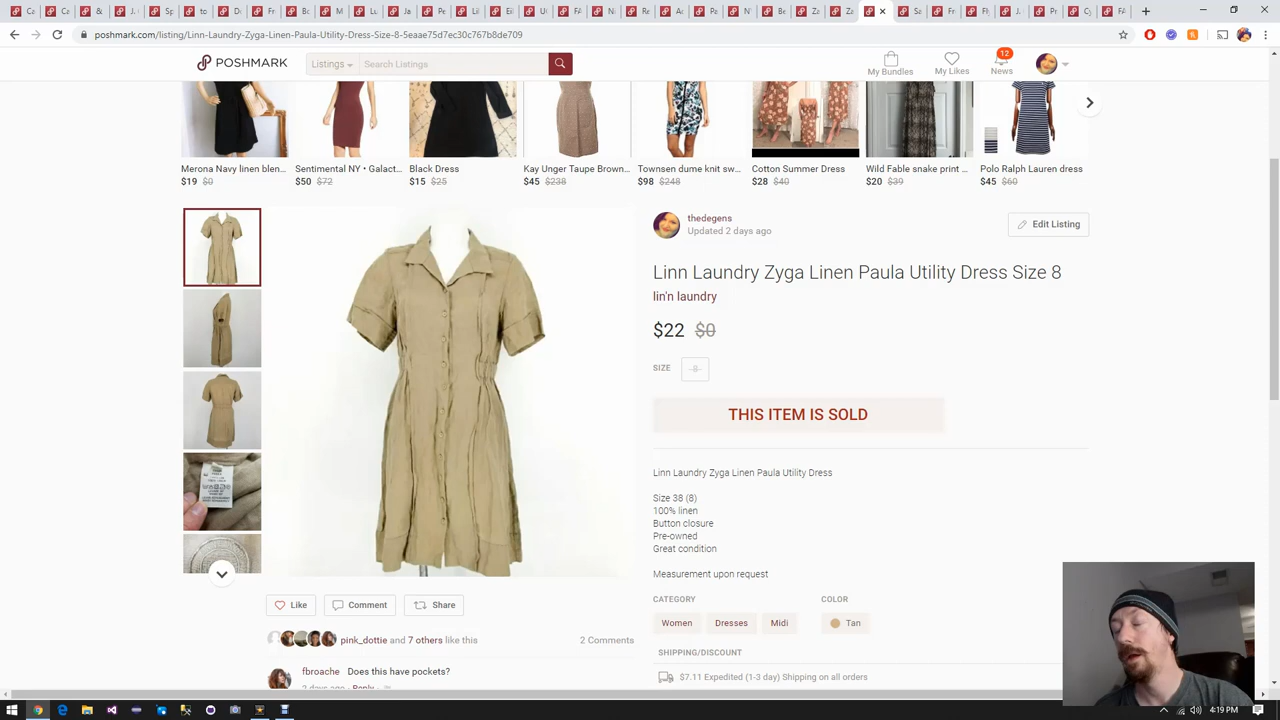 poshmark.com/listing/Linn-Laundry-Zyga-Linen-Paula-Utility-Dress-Size-8-5eaae75d7ec30c767b8de709
POSHMARK
Listings
Search Listings
My Bundles
My Likes
12
News
Merona Navy linen blen...
$19 $0
Sentimental NY • Galact...
$50 $72
Black Dress
$15 $25
Kay Unger Taupe Brown...
$45 $238
Townsen dume knit sw...
$98 $248
Cotton Summer Dress
$28 $40
Wild Fable snake print ...
$20 $39
Polo Ralph Lauren dress
$45 $60
thedegens
Updated 2 days ago
Edit Listing
Linn Laundry Zyga Linen Paula Utility Dress Size 8
lin'n laundry
$22 $0
SIZE
8
THIS ITEM IS SOLD
Linn Laundry Zyga Linen Paula Utility Dress
Size 38 (8)
100% linen
Button closure
Pre-owned
Great condition
Measurement upon request
CATEGORY
COLOR
Women
Dresses
Midi
Tan
SHIPPING/DISCOUNT
$7.11 Expedited (1-3 day) Shipping on all orders
Like
Comment
Share
pink_dottie and 7 others like this
2 Comments
fbroache Does this have pockets?
2 days ago · Reply
4:19 PM